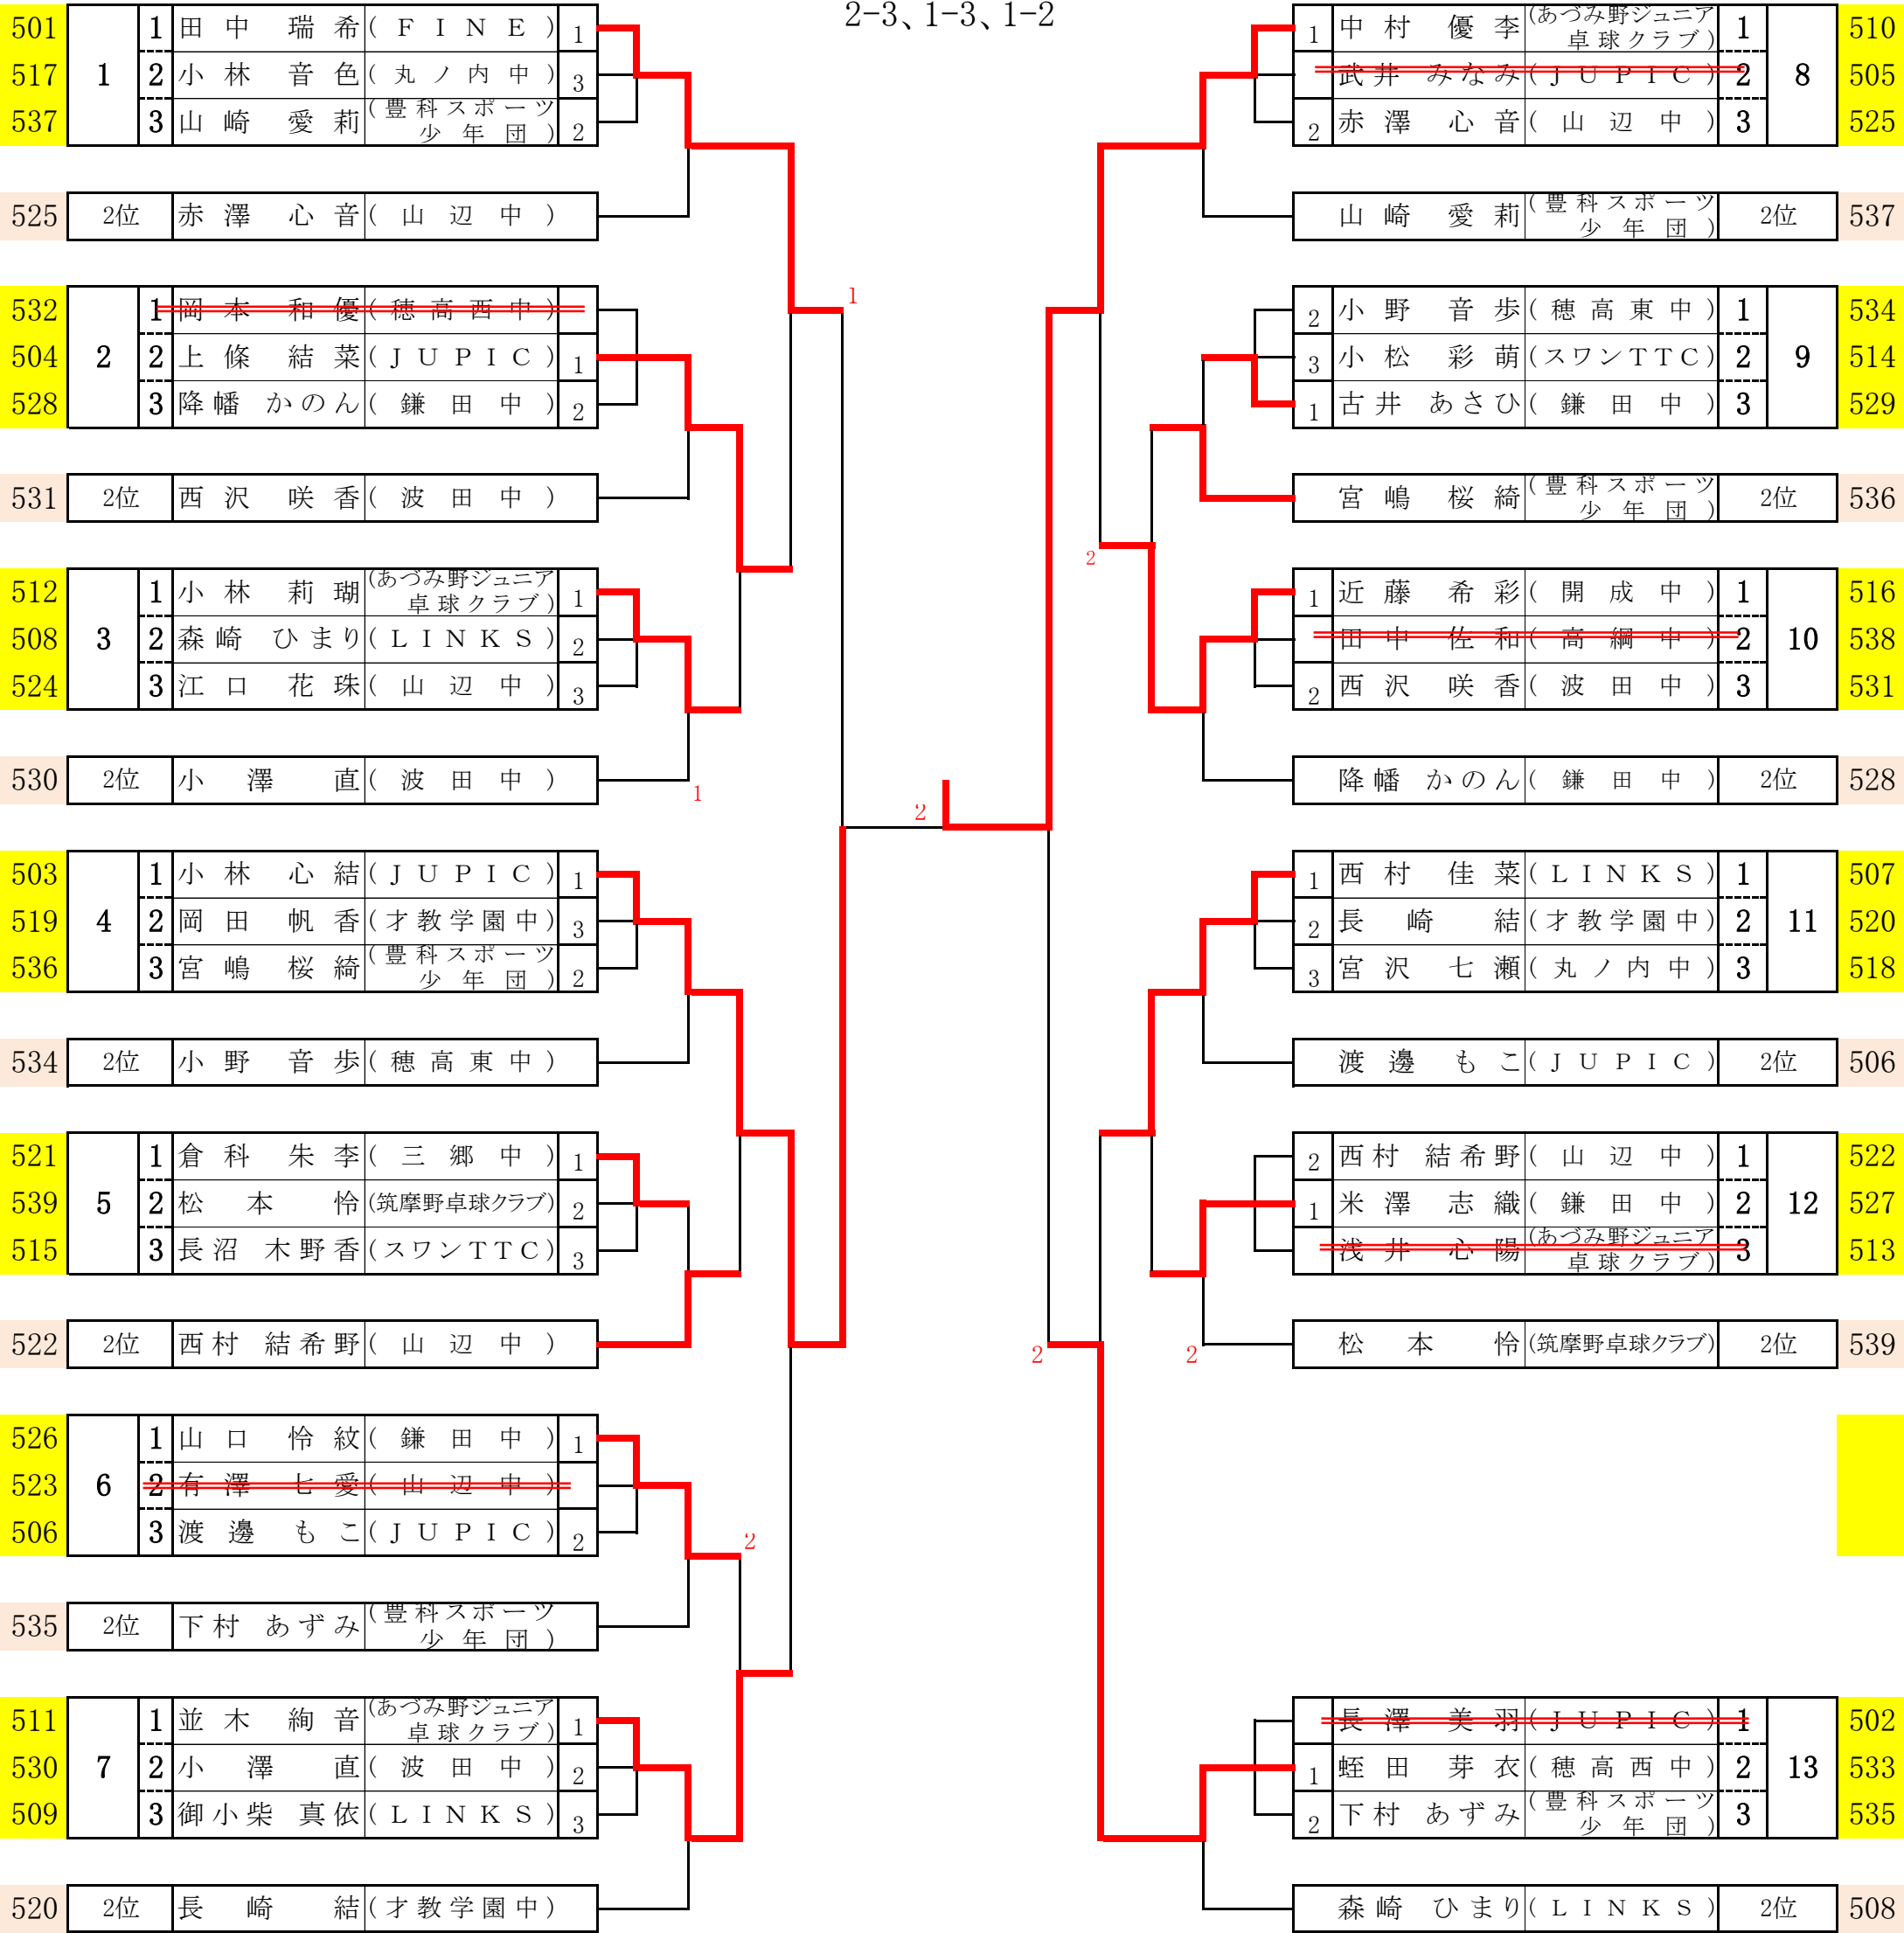 2-3、1-3、1-2
501 1 1 田中 瑞希 (FINE) 1
517 2 小林 音色 (丸ノ内中) 3
537 3 山崎 愛莉 (豊科スポーツ少年団) 2
525 2位 赤澤 心音 (山辺中)
532 2 1 岡本 和優 (穂高西中)
504 2 上條 結菜 (JUPIC) 1
528 3 降幡 かのん (鎌田中) 2
531 2位 西沢 咲香 (波田中)
512 3 1 小林 莉瑚 (あづみ野ジュニア卓球クラブ) 1
508 2 森崎 ひまり (LINKS) 2
524 3 江口 花珠 (山辺中) 3
530 2位 小澤 直 (波田中)
1
503 4 1 小林 心結 (JUPIC) 1
519 2 岡田 帆香 (才教学園中) 3
536 3 宮嶋 桜綺 (豊科スポーツ少年団) 2
534 2位 小野 音歩 (穂高東中)
521 5 1 倉科 朱李 (三郷中) 1
539 2 松本 怜 (筑摩野卓球クラブ) 2
515 3 長沼 木野香 (スワンTTC) 3
522 2位 西村 結希野 (山辺中)
526 6 1 山口 怜紋 (鎌田中) 1
523 2 有澤 七愛 (山辺中)
506 3 渡邊 もこ (JUPIC) 2
2
535 2位 下村 あずみ (豊科スポーツ少年団)
511 7 1 並木 絢音 (あづみ野ジュニア卓球クラブ) 1
530 2 小澤 直 (波田中) 2
509 3 御小柴 真依 (LINKS) 3
520 2位 長崎 結 (才教学園中)
1
2
1 中村 優李 (あづみ野ジュニア卓球クラブ) 1 8 510
武井 みなみ (JUPIC) 2 505
2 赤澤 心音 (山辺中) 3 525
山崎 愛莉 (豊科スポーツ少年団) 2位 537
2 小野 音歩 (穂高東中) 1 9 534
3 小松 彩萌 (スワンTTC) 2 514
1 古井 あさひ (鎌田中) 3 529
宮嶋 桜綺 (豊科スポーツ少年団) 2位 536
2
1 近藤 希彩 (開成中) 1 10 516
田中 佐和 (高綱中) 2 538
2 西沢 咲香 (波田中) 3 531
降幡 かのん (鎌田中) 2位 528
1 西村 佳菜 (LINKS) 1 11 507
2 長崎 結 (才教学園中) 2 520
3 宮沢 七瀬 (丸ノ内中) 3 518
渡邊 もこ (JUPIC) 2位 506
2 西村 結希野 (山辺中) 1 12 522
1 米澤 志織 (鎌田中) 2 527
浅井 心陽 (あづみ野ジュニア卓球クラブ) 3 513
2 2 松本 怜 (筑摩野卓球クラブ) 2位 539
長澤 美羽 (JUPIC) 1 13 502
1 蛭田 芽衣 (穂高西中) 2 533
2 下村 あずみ (豊科スポーツ少年団) 3 535
森崎 ひまり (LINKS) 2位 508